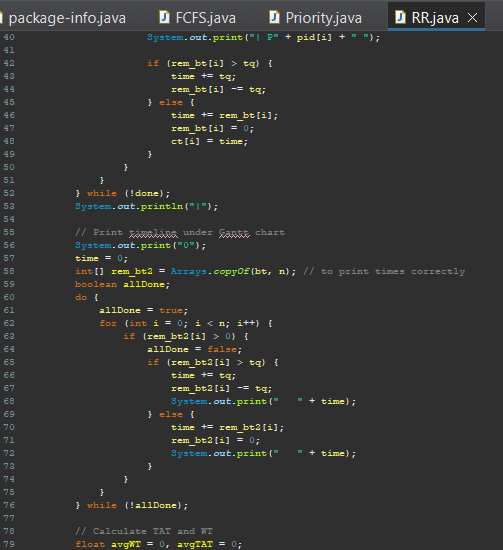 package-info.java FCFS.java Priority.java RR.java
40 System.out.print("| P" + pid[i] + " ");
41
42 if (rem_bt[i] > tq) {
43 time += tq;
44 rem_bt[i] -= tq;
45 } else {
46 time += rem_bt[i];
47 rem_bt[i] = 0;
48 ct[i] = time;
49 }
50 }
51 }
52 } while (!done);
53 System.out.println("|");
54
55 // Print timeline under Gantt chart
56 System.out.print("0");
57 time = 0;
58 int[] rem_bt2 = Arrays.copyOf(bt, n); // to print times correctly
59 boolean allDone;
60 do {
61 allDone = true;
62 for (int i = 0; i < n; i++) {
63 if (rem_bt2[i] > 0) {
64 allDone = false;
65 if (rem_bt2[i] > tq) {
66 time += tq;
67 rem_bt2[i] -= tq;
68 System.out.print("   " + time);
69 } else {
70 time += rem_bt2[i];
71 rem_bt2[i] = 0;
72 System.out.print("   " + time);
73 }
74 }
75 }
76 } while (!allDone);
77
78 // Calculate TAT and WT
79 float avgWT = 0, avgTAT = 0;